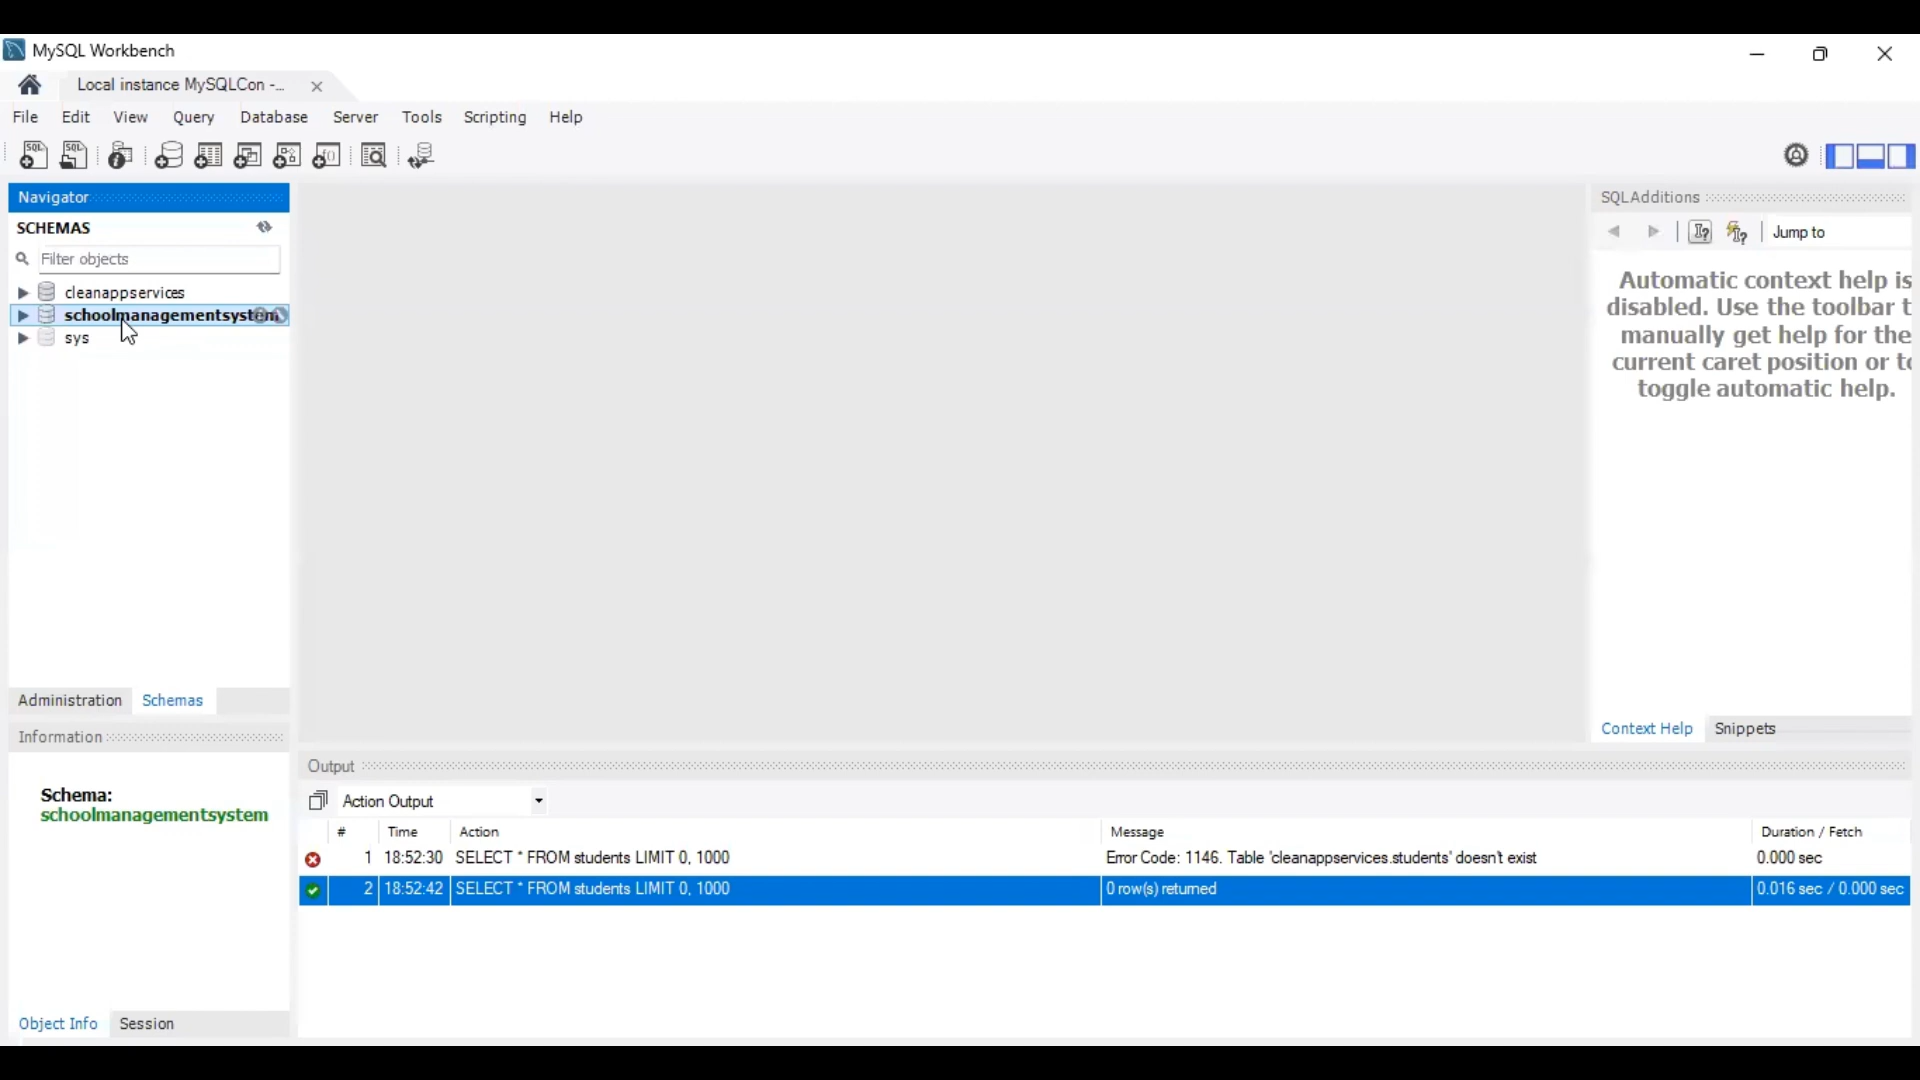 MySQL Workbench
Local instance MySQLCon -...
File Edit View Query Database Server Tools Scripting Help
Navigator
SCHEMAS
Filter objects
cleanappservices
schoolmanagementsystem
sys
Administration Schemas
Information
Schema:
schoolmanagementsystem
Object Info Session
SQLAdditions
Jump to
Automatic context help is
disabled. Use the toolbar t
manually get help for the
current caret position or to
toggle automatic help.
Context Help Snippets
Output
Action Output
# Time Action Message Duration / Fetch
1 18:52:30 SELECT * FROM students LIMIT 0, 1000 Error Code: 1146. Table 'cleanappservices.students' doesn't exist 0.000 sec
2 18:52:42 SELECT * FROM students LIMIT 0, 1000 0 row(s) returned 0.016 sec / 0.000 sec